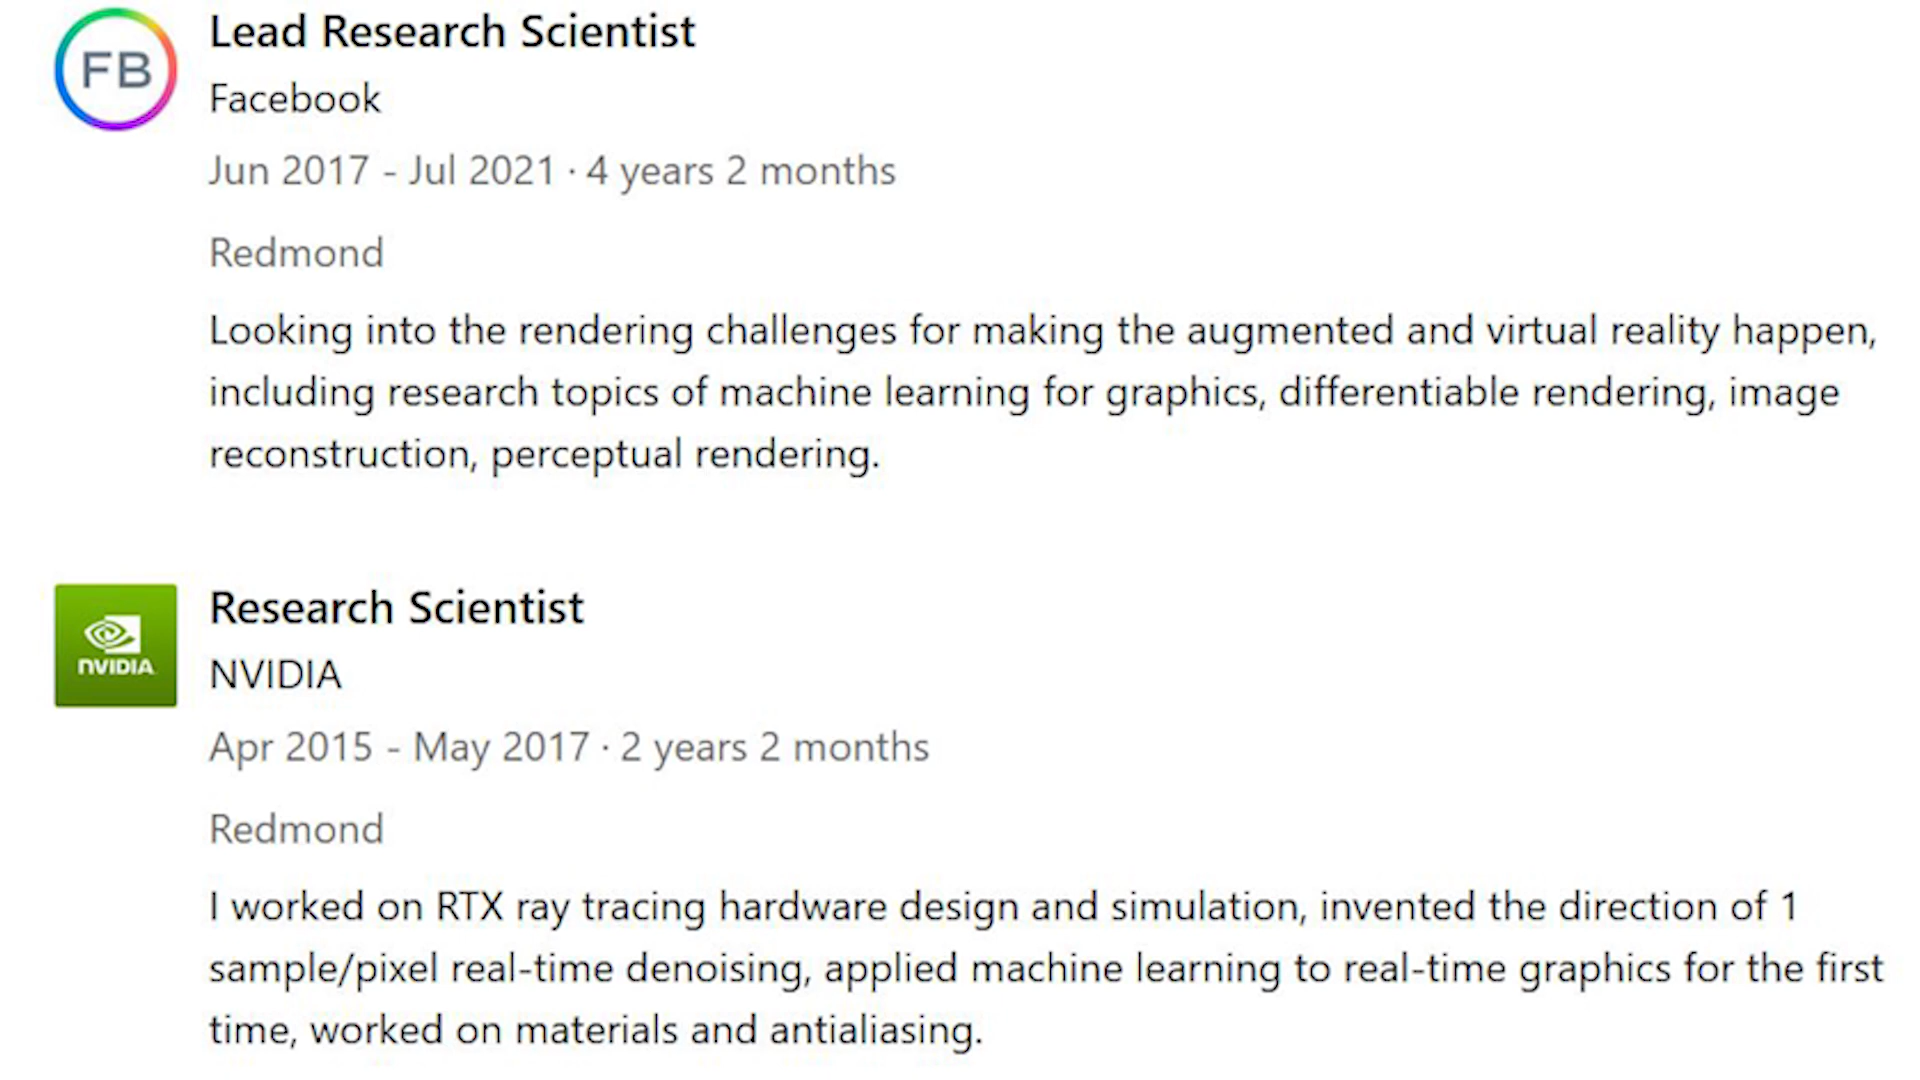 FB
Lead Research Scientist
Facebook
Jun 2017 - Jul 2021 · 4 years 2 months
Redmond
Looking into the rendering challenges for making the augmented and virtual reality happen,
including research topics of machine learning for graphics, differentiable rendering, image
reconstruction, perceptual rendering.
NVIDIA
Research Scientist
NVIDIA
Apr 2015 - May 2017 · 2 years 2 months
Redmond
I worked on RTX ray tracing hardware design and simulation, invented the direction of 1
sample/pixel real-time denoising, applied machine learning to real-time graphics for the first
time, worked on materials and antialiasing.